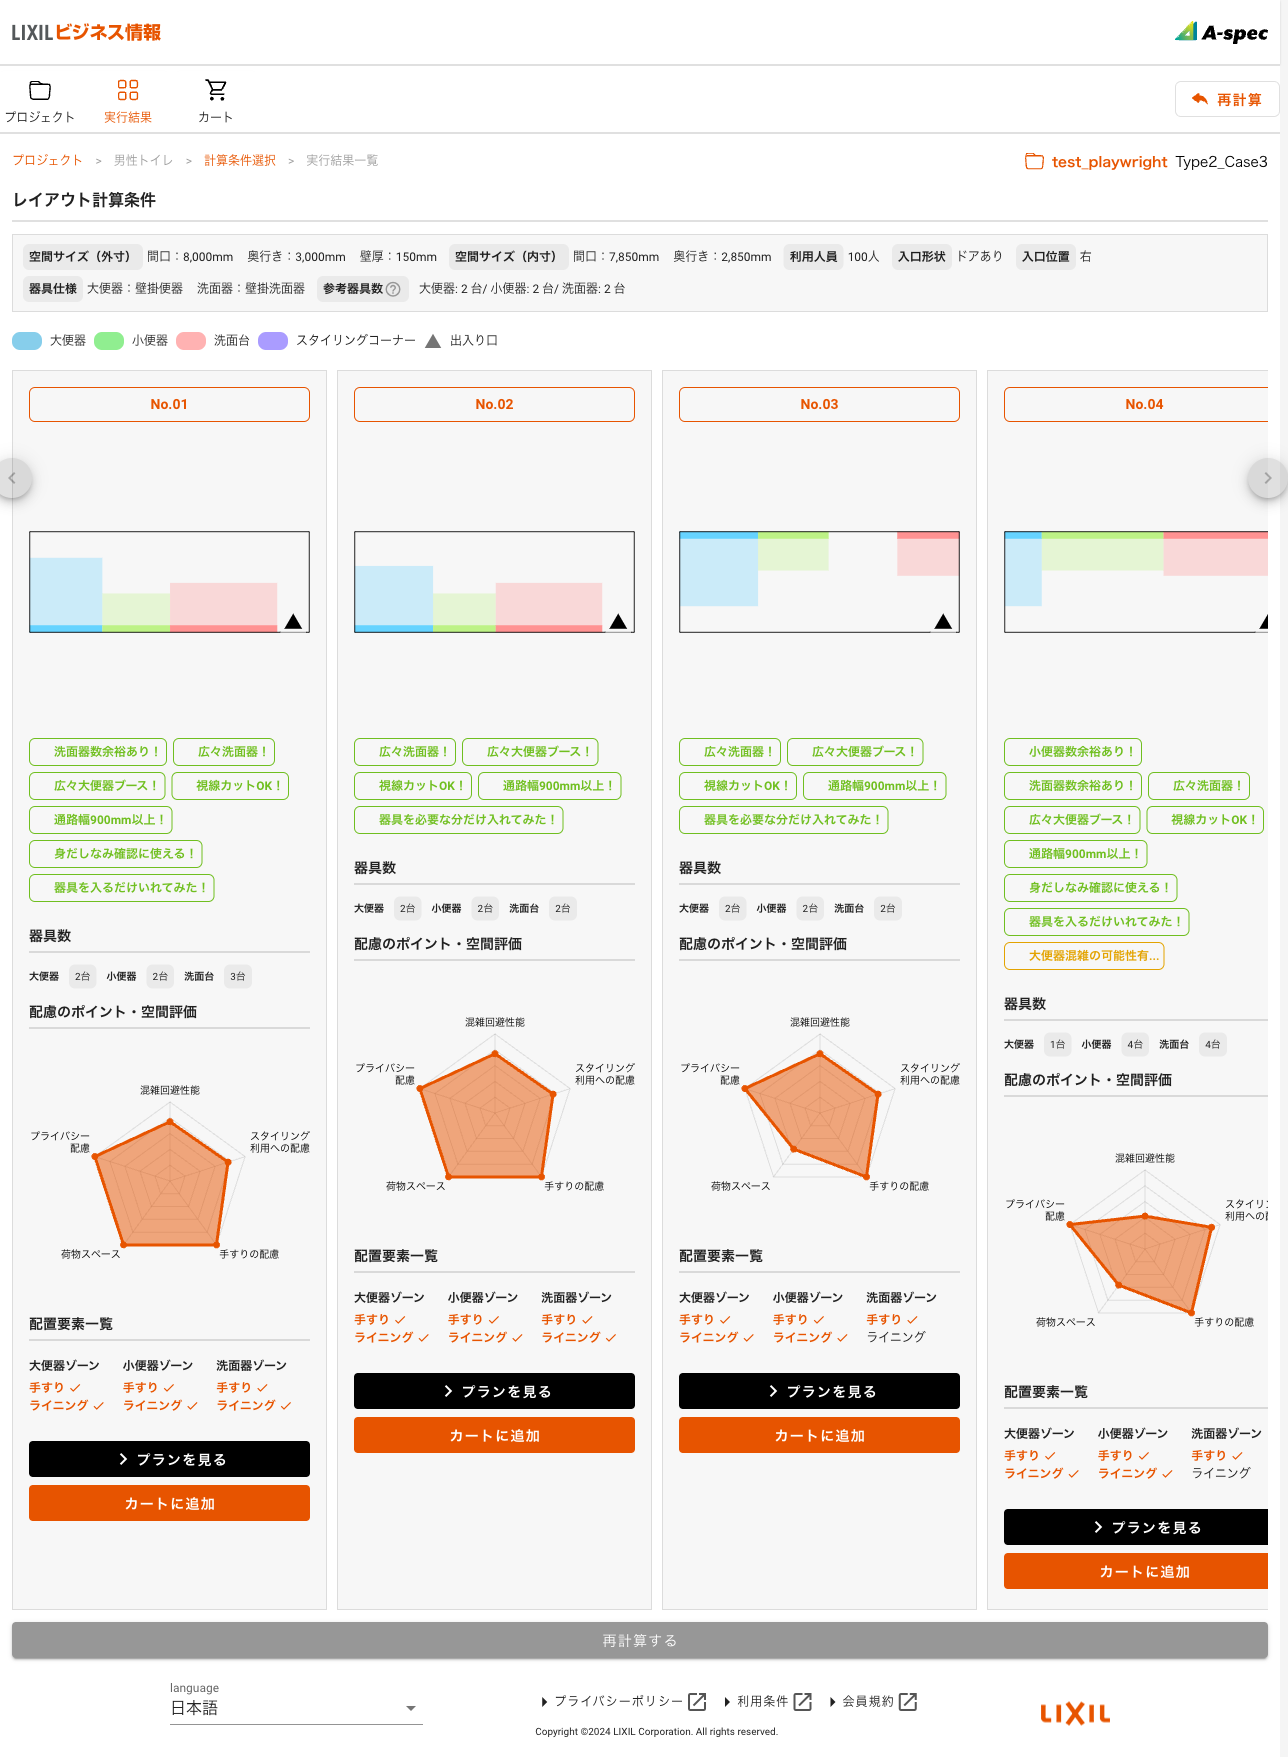 LIXILビジネス情報
A-spec
プロジェクト 実行結果 カート 再計算
プロジェクト > 男性トイレ > 計算条件選択 > 実行結果一覧
test_playwright Type2_Case3
レイアウト計算条件
空間サイズ（外寸） 間口：8,000mm 奥行き：3,000mm 壁厚：150mm 空間サイズ（内寸） 間口：7,850mm 奥行き：2,850mm 利用人員 100人 入口形状 ドアあり 入口位置 右
器具仕様 大便器：壁掛便器 洗面器：壁掛洗面器 参考器具数? 大便器: 2 台/ 小便器: 2 台/ 洗面器: 2 台
大便器 小便器 洗面台 スタイリングコーナー 出入り口
No.01
洗面器数余裕あり！ 広々洗面器！
広々大便器ブース！ 視線カットOK！
通路幅900mm以上！
身だしなみ確認に使える！
器具を入るだけいれてみた！
器具数
大便器 2台 小便器 2台 洗面台 3台
配慮のポイント・空間評価
混雑回避性能
プライバシー
配慮
スタイリング
利用への配慮
荷物スペース
手すりの配慮
配置要素一覧
大便器ゾーン 小便器ゾーン 洗面器ゾーン
手すり 手すり 手すり
ライニング ライニング ライニング
プランを見る
カートに追加
No.02
広々洗面器！ 広々大便器ブース！
視線カットOK！ 通路幅900mm以上！
器具を必要な分だけ入れてみた！
器具数
大便器 2台 小便器 2台 洗面台 2台
配慮のポイント・空間評価
混雑回避性能
プライバシー
配慮
スタイリング
利用への配慮
荷物スペース
手すりの配慮
配置要素一覧
大便器ゾーン 小便器ゾーン 洗面器ゾーン
手すり 手すり 手すり
ライニング ライニング ライニング
プランを見る
カートに追加
No.03
広々洗面器！ 広々大便器ブース！
視線カットOK！ 通路幅900mm以上！
器具を必要な分だけ入れてみた！
器具数
大便器 2台 小便器 2台 洗面台 2台
配慮のポイント・空間評価
混雑回避性能
プライバシー
配慮
スタイリング
利用への配慮
荷物スペース
手すりの配慮
配置要素一覧
大便器ゾーン 小便器ゾーン 洗面器ゾーン
手すり 手すり 手すり
ライニング ライニング ライニング
プランを見る
カートに追加
No.04
小便器数余裕あり！
洗面器数余裕あり！ 広々洗面器！
広々大便器ブース！ 視線カットOK！
通路幅900mm以上！
身だしなみ確認に使える！
器具を入るだけいれてみた！
大便器混雑の可能性有...
器具数
大便器 1台 小便器 4台 洗面台 4台
配慮のポイント・空間評価
混雑回避性能
プライバシー
配慮
スタイリ
利用への
荷物スペース
手すりの配慮
配置要素一覧
大便器ゾーン 小便器ゾーン 洗面器ゾーン
手すり 手すり 手すり
ライニング ライニング ライニング
プランを見る
カートに追加
再計算する
language
日本語
プライバシーポリシー 利用条件 会員規約
Copyright ©2024 LIXIL Corporation. All rights reserved.
LIXIL